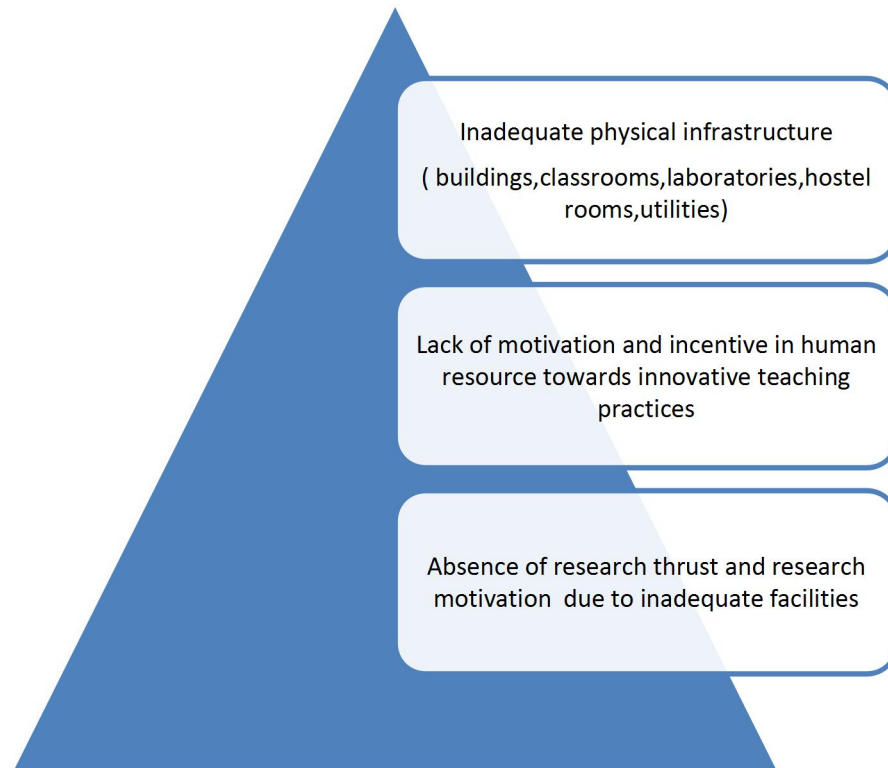 Inadequate physical infrastructure
( buildings,classrooms,laboratories,hostel
rooms,utilities)
Lack of motivation and incentive in human
resource towards innovative teaching
practices
Absence of research thrust and research
motivation  due to inadequate facilities